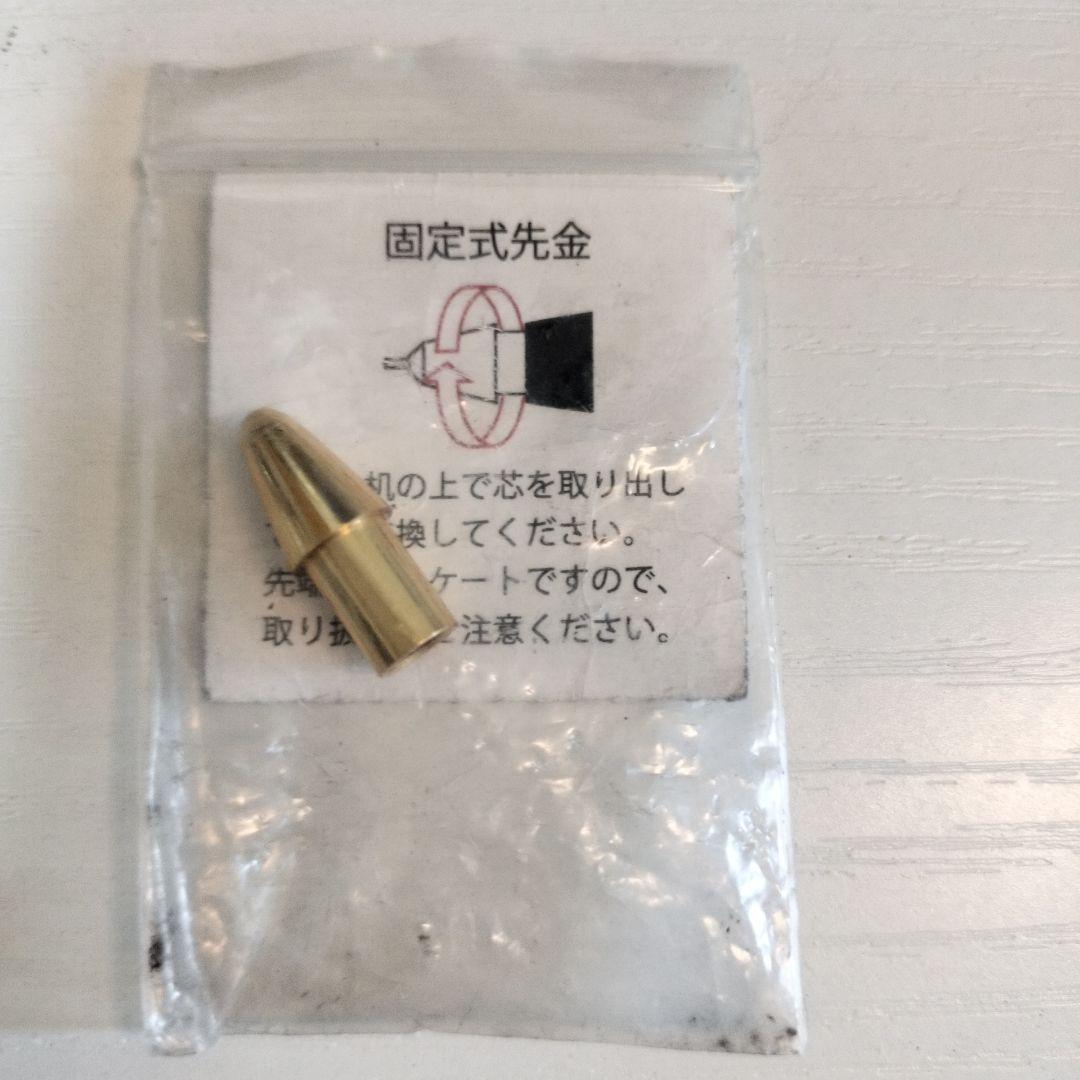 固定式先金
机の上で芯を取り出し
換してください。
先端 ケートですので、
取り扱 注意ください。